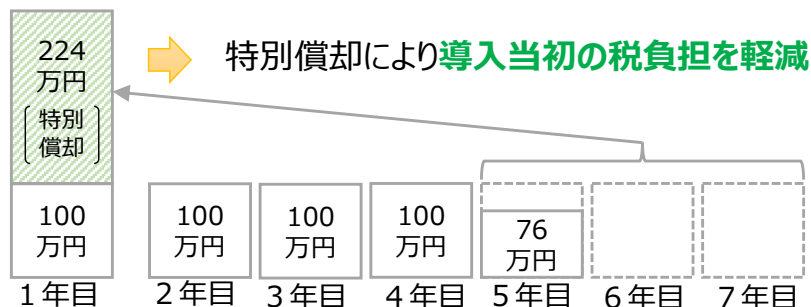 224
万円
特別
償却
特別償却により導入当初の税負担を軽減
100
万円
100
万円
100
万円
100
万円
76
万円
1年目 2年目 3年目 4年目 5年目 6年目 7年目